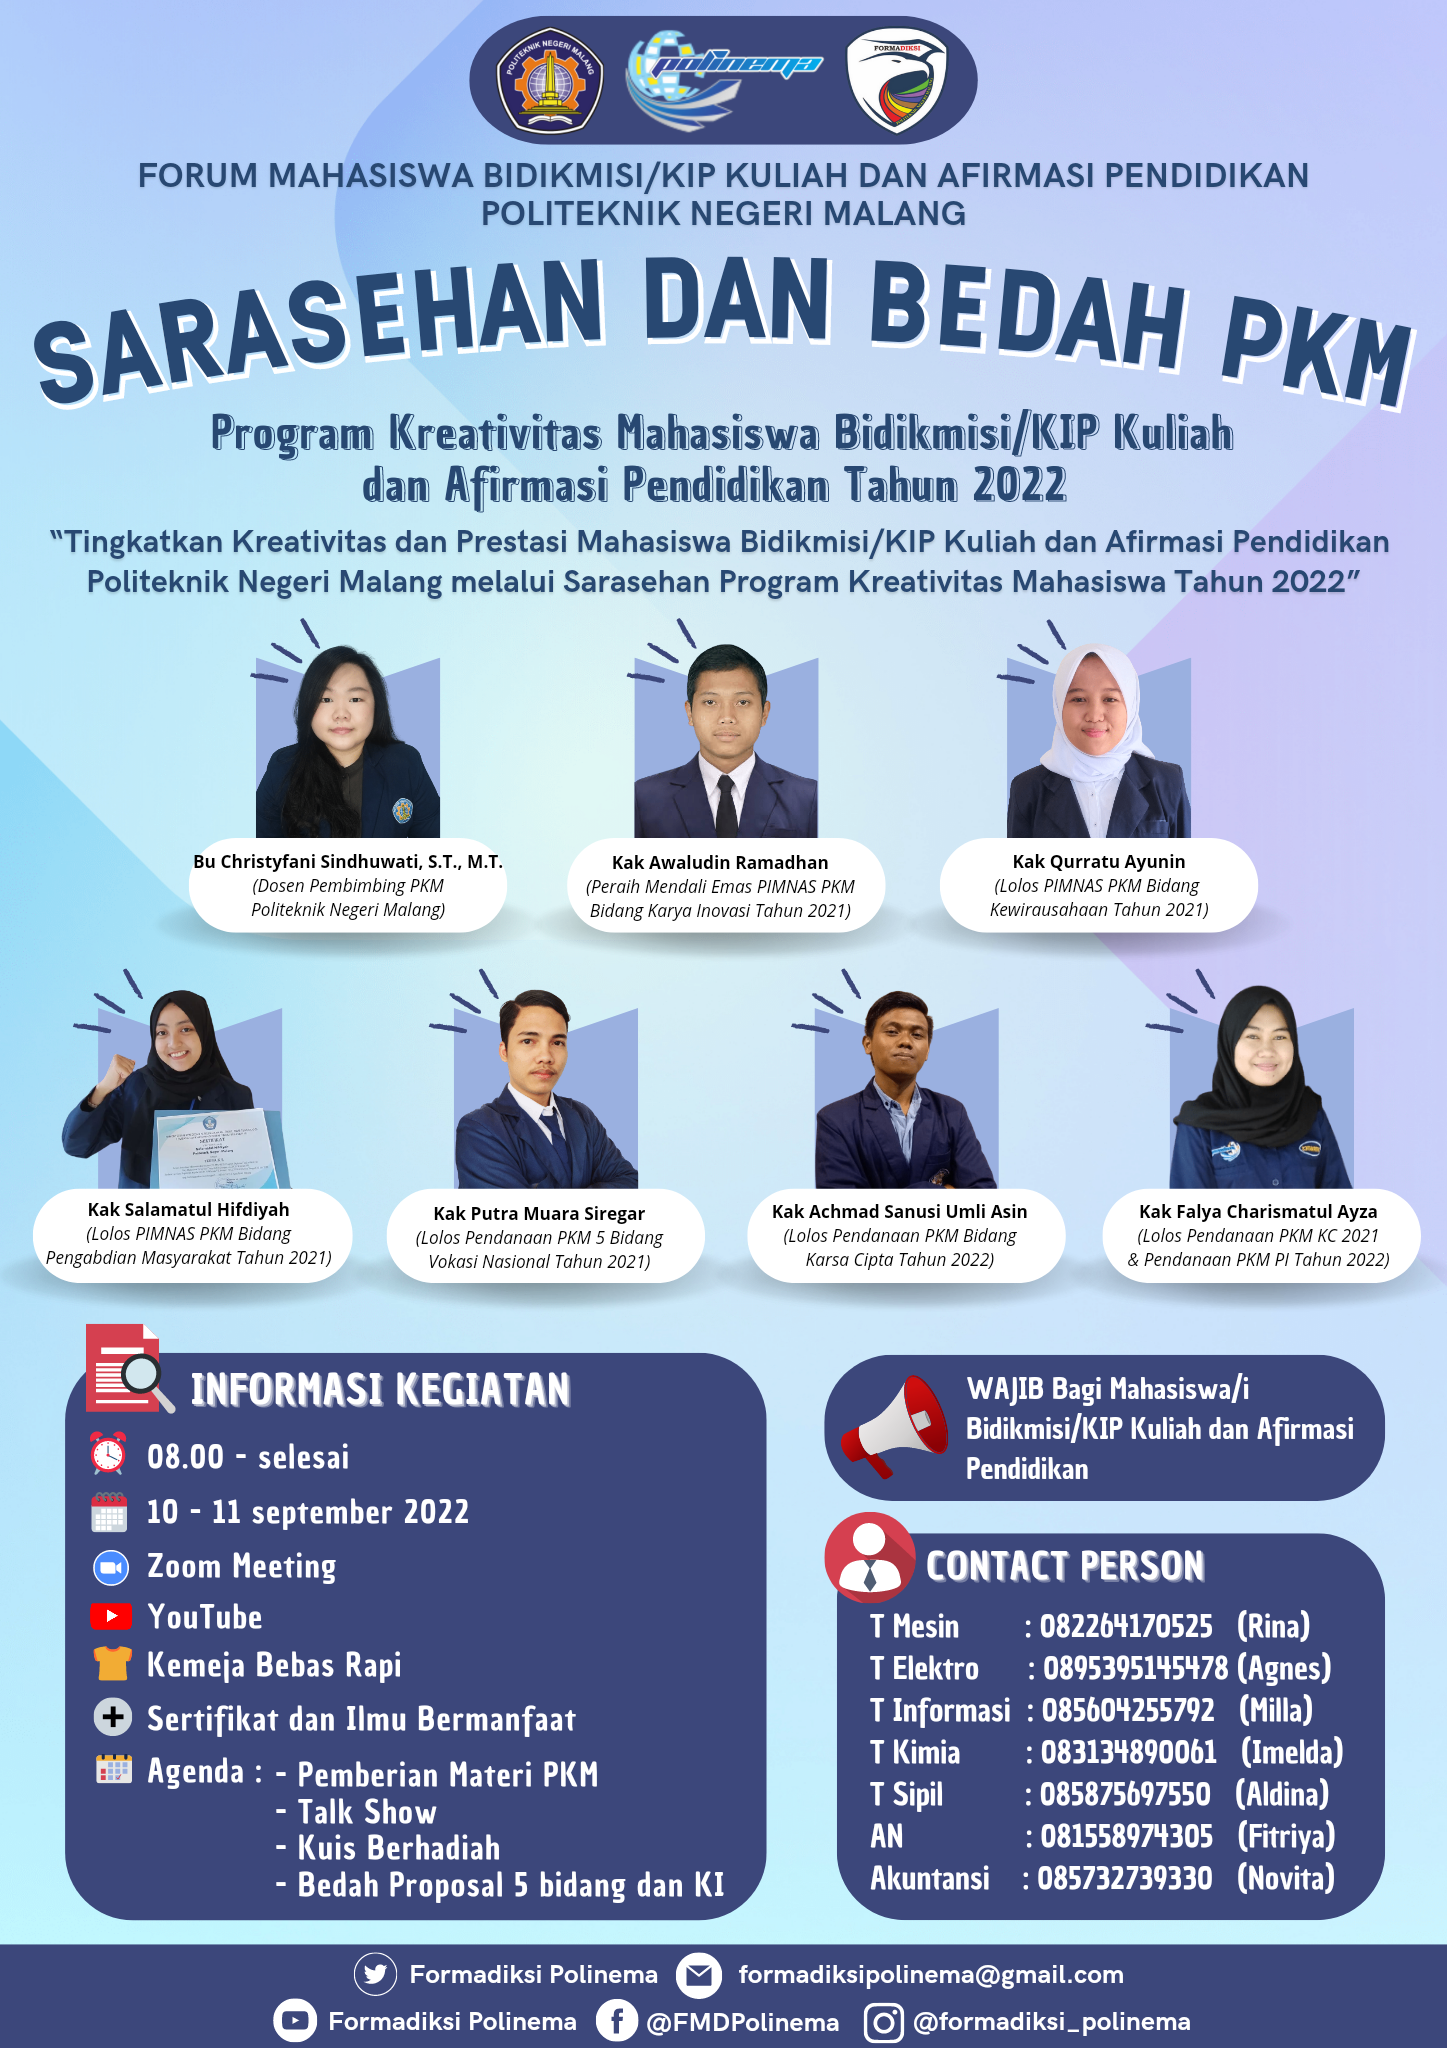 POLITEKNIK NEGERI MALANG
polinema
FORMADIKSI
FORUM MAHASISWA BIDIKMISI/KIP KULIAH DAN AFIRMASI PENDIDIKAN
POLITEKNIK NEGERI MALANG
SARASEHAN DAN BEDAH PKM
Program Kreativitas Mahasiswa Bidikmisi/KIP Kuliah
dan Afirmasi Pendidikan Tahun 2022
“Tingkatkan Kreativitas dan Prestasi Mahasiswa Bidikmisi/KIP Kuliah dan Afirmasi Pendidikan
Politeknik Negeri Malang melalui Sarasehan Program Kreativitas Mahasiswa Tahun 2022”
Bu Christyfani Sindhuwati, S.T., M.T.
(Dosen Pembimbing PKM
Politeknik Negeri Malang)
Kak Awaludin Ramadhan
(Peraih Mendali Emas PIMNAS PKM
Bidang Karya Inovasi Tahun 2021)
Kak Qurratu Ayunin
(Lolos PIMNAS PKM Bidang
Kewirausahaan Tahun 2021)
SERTIFIKAT
Kak Salamatul Hifdiyah
(Lolos PIMNAS PKM Bidang
Pengabdian Masyarakat Tahun 2021)
Kak Putra Muara Siregar
(Lolos Pendanaan PKM 5 Bidang
Vokasi Nasional Tahun 2021)
Kak Achmad Sanusi Umli Asin
(Lolos Pendanaan PKM Bidang
Karsa Cipta Tahun 2022)
Kak Falya Charismatul Ayza
(Lolos Pendanaan PKM KC 2021
& Pendanaan PKM PI Tahun 2022)
INFORMASI KEGIATAN
08.00 - selesai
10 - 11 september 2022
Zoom Meeting
YouTube
Kemeja Bebas Rapi
Sertifikat dan Ilmu Bermanfaat
Agenda : - Pemberian Materi PKM
- Talk Show
- Kuis Berhadiah
- Bedah Proposal 5 bidang dan KI
WAJIB Bagi Mahasiswa/i
Bidikmisi/KIP Kuliah dan Afirmasi
Pendidikan
CONTACT PERSON
T Mesin : 082264170525 (Rina)
T Elektro : 0895395145478 (Agnes)
T Informasi : 085604255792 (Milla)
T Kimia : 083134890061 (Imelda)
T Sipil : 085875697550 (Aldina)
AN : 081558974305 (Fitriya)
Akuntansi : 085732739330 (Novita)
Formadiksi Polinema
formadiksipolinema@gmail.com
Formadiksi Polinema
@FMDPolinema
@formadiksi_polinema